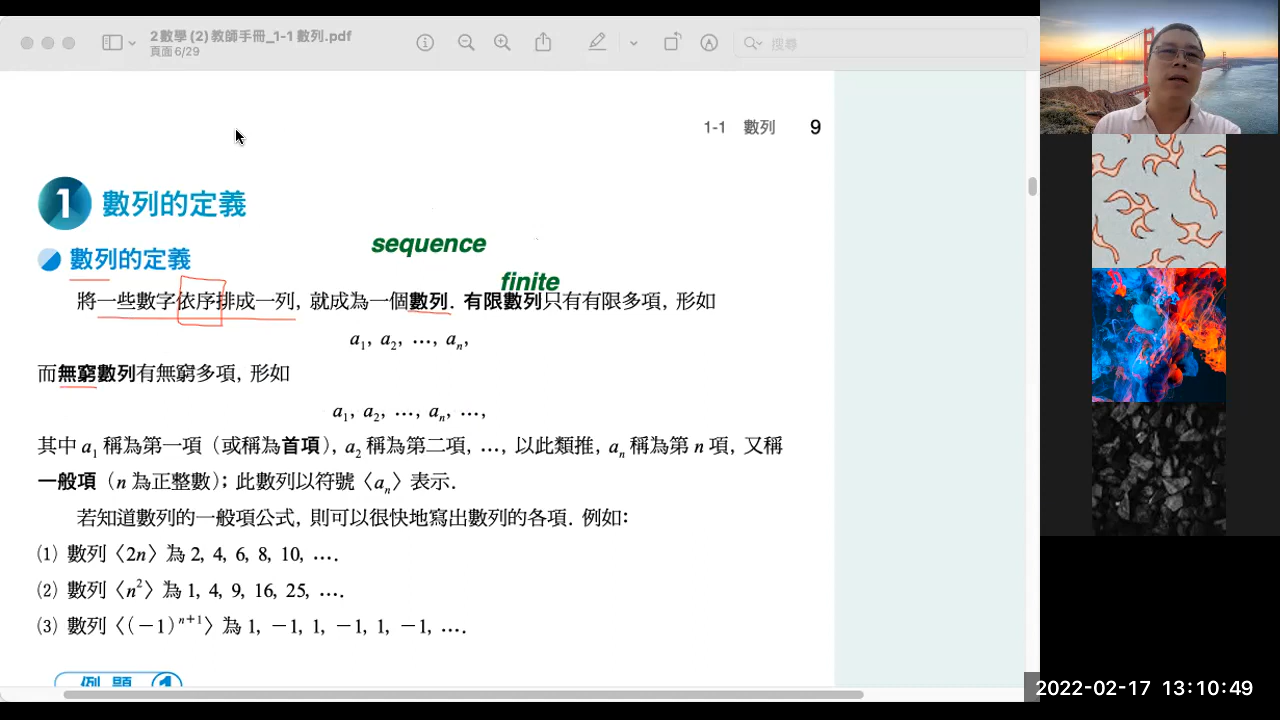 2數學 (2) 教師手冊_1-1 數列.pdf
頁面 6/29
搜尋
1-1 數列 9
1 數列的定義
數列的定義
sequence
finite
將一些數字依序排成一列, 就成為一個數列. 有限數列只有有限多項, 形如
a₁, a₂, …, aₙ,
而無窮數列有無窮多項, 形如
a₁, a₂, …, aₙ, …,
其中 a₁ 稱為第一項 (或稱為首項), a₂ 稱為第二項, …, 以此類推, aₙ 稱為第 n 項, 又稱
一般項 (n 為正整數); 此數列以符號〈aₙ〉表示.
若知道數列的一般項公式, 則可以很快地寫出數列的各項. 例如:
(1) 數列〈2n〉為 2, 4, 6, 8, 10, ….
(2) 數列〈n²〉為 1, 4, 9, 16, 25, ….
(3) 數列〈(−1)ⁿ⁺¹〉為 1, −1, 1, −1, 1, −1, ….
例題 1
2022-02-17 13:10:49